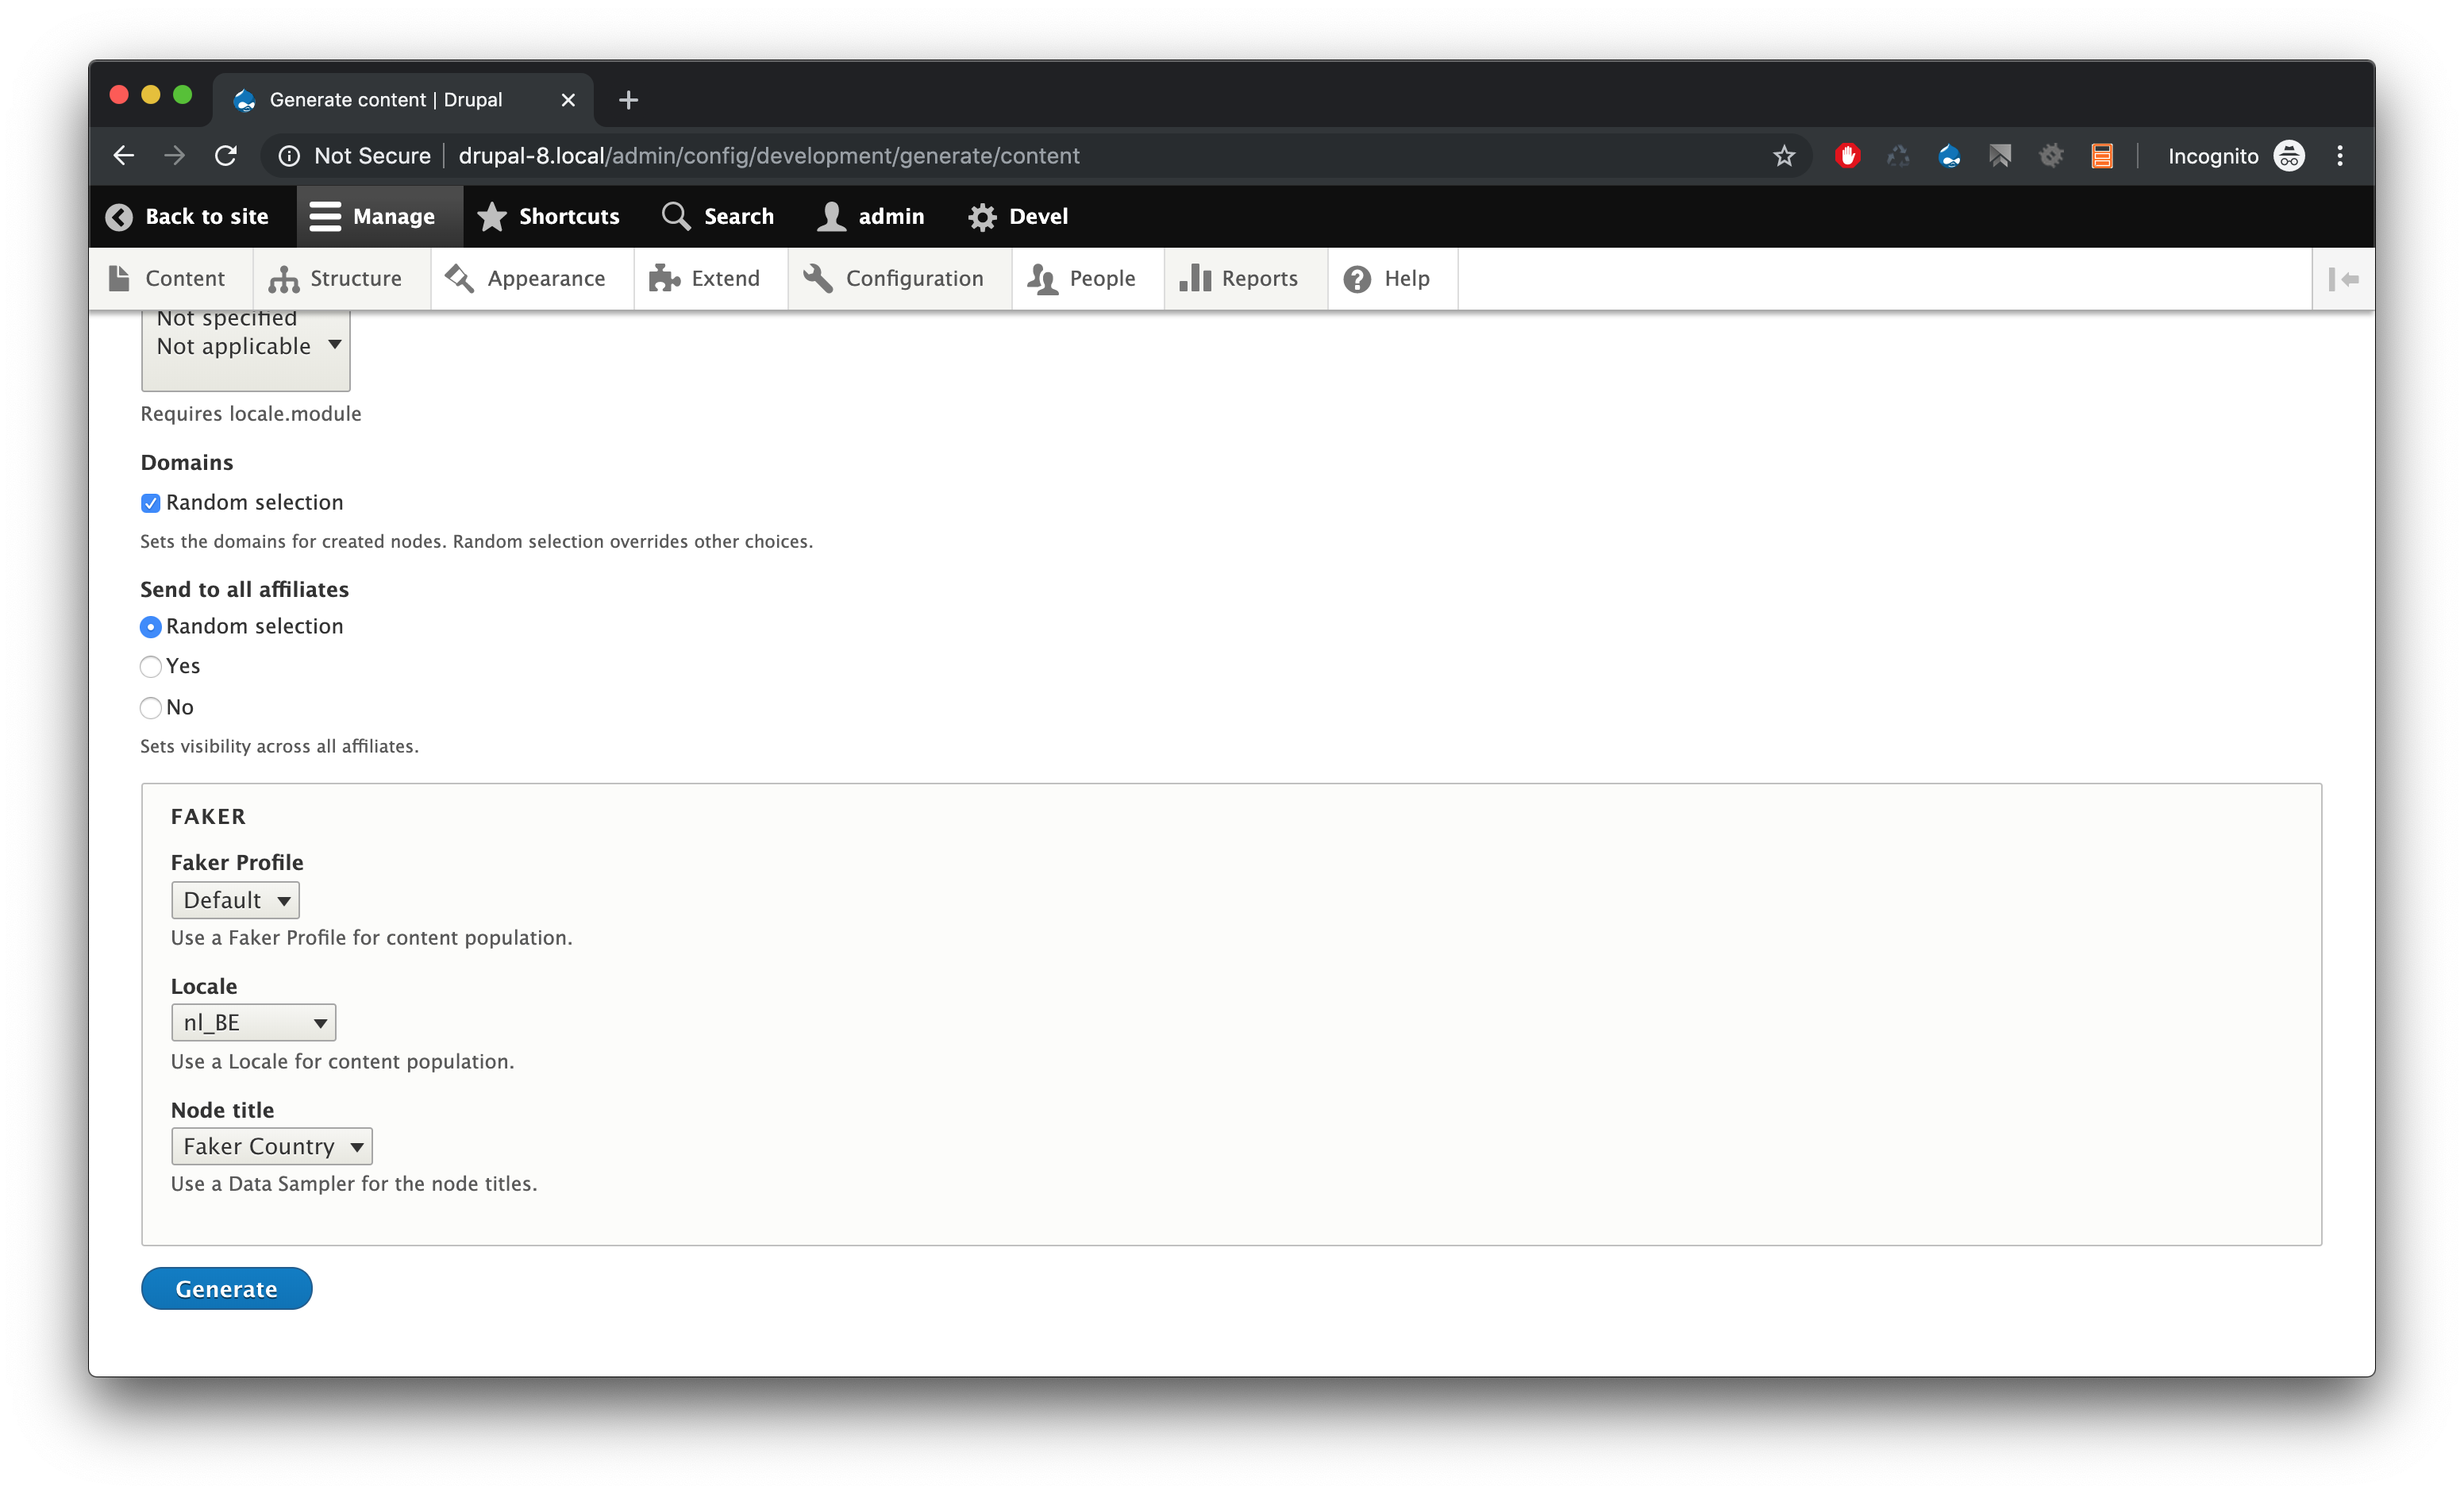 Generate content | Drupal
Not Secure drupal-8.local/admin/config/development/generate/content Incognito
Back to site Manage Shortcuts Search admin Devel
Content Structure Appearance Extend Configuration People Reports Help
Not specified
Not applicable
Requires locale.module
Domains
Random selection
Sets the domains for created nodes. Random selection overrides other choices.
Send to all affiliates
Random selection
Yes
No
Sets visibility across all affiliates.
FAKER
Faker Profile
Default
Use a Faker Profile for content population.
Locale
nl_BE
Use a Locale for content population.
Node title
Faker Country
Use a Data Sampler for the node titles.
Generate